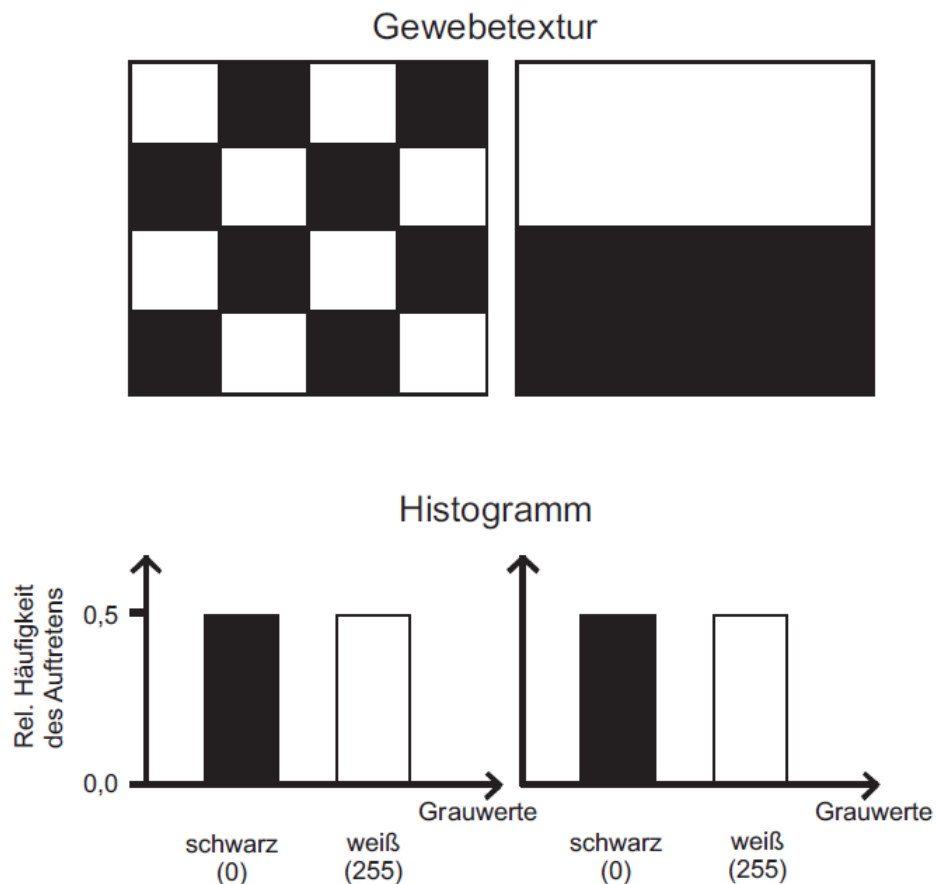 Gewebetextur
Histogramm
Rel. Häufigkeit
des Auftretens
0,5
0,0
Grauwerte
Grauwerte
schwarz
(0)
weiß
(255)
schwarz
(0)
weiß
(255)